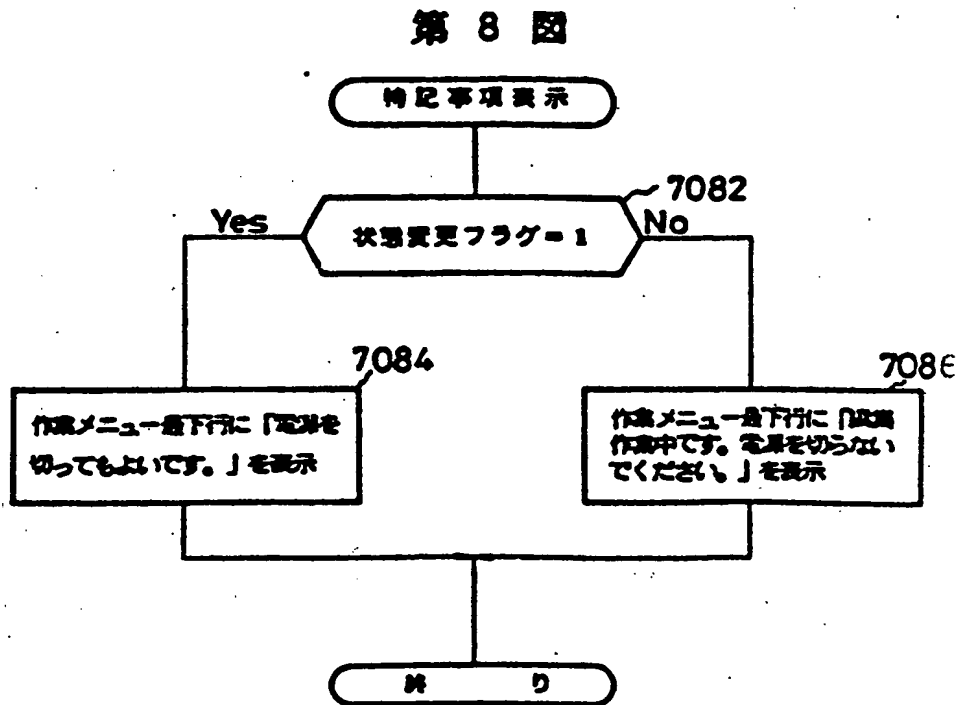 第 8 図
特記事項表示
7082
Yes
状態変更フラグ=1
No
7084
708
作業メニュー最下行に「電源を
切ってもよいです。」を表示
作業メニュー最下行に「
作業中です。電源を切らない
でください。」を表示
終 り